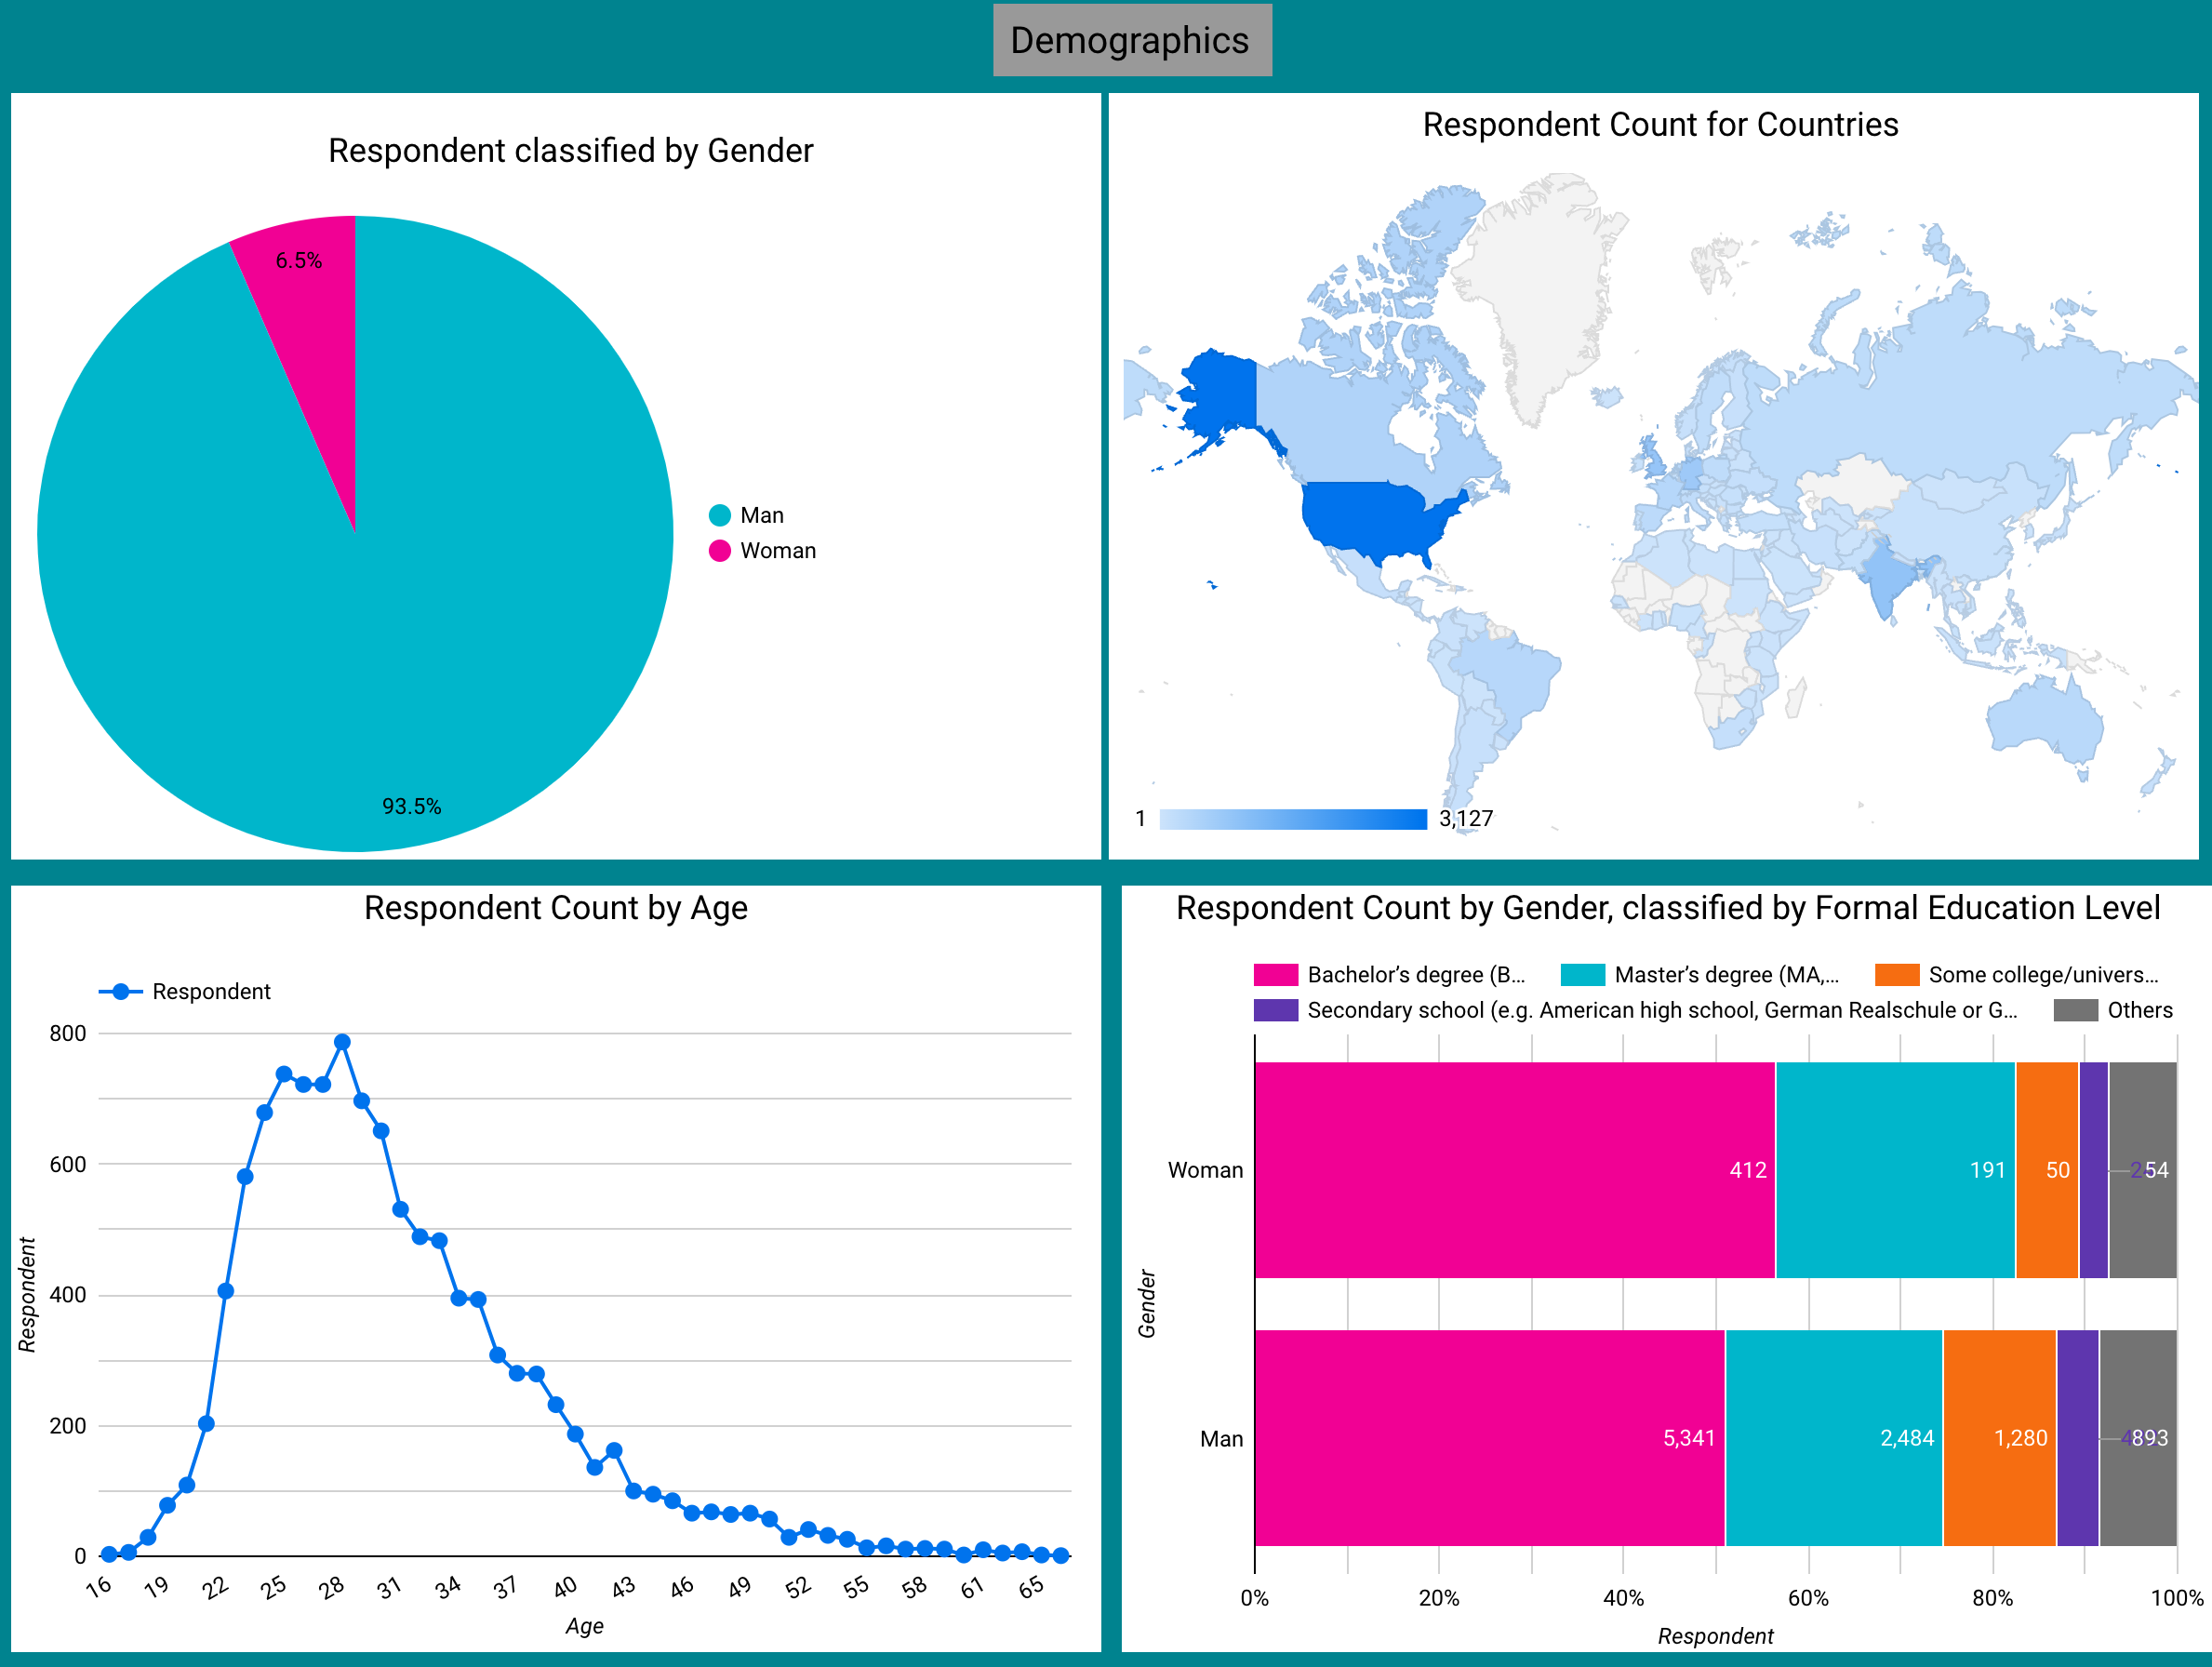 Demographics
Respondent classified by Gender
6.5%
93.5%
Man
Woman
Respondent Count for Countries
1
3,127
Respondent Count by Age
Respondent
800
600
400
200
0
Respondent
16 19 22 25 28 31 34 37 40 43 46 49 52 55 58 61 65
Age
Respondent Count by Gender, classified by Formal Education Level
Bachelor’s degree (B... Master’s degree (MA,... Some college/univers...
Secondary school (e.g. American high school, German Realschule or G... Others
Gender
Woman 412 191 50 54
Man 5,341 2,484 1,280 893
0% 20% 40% 60% 80% 100%
Respondent